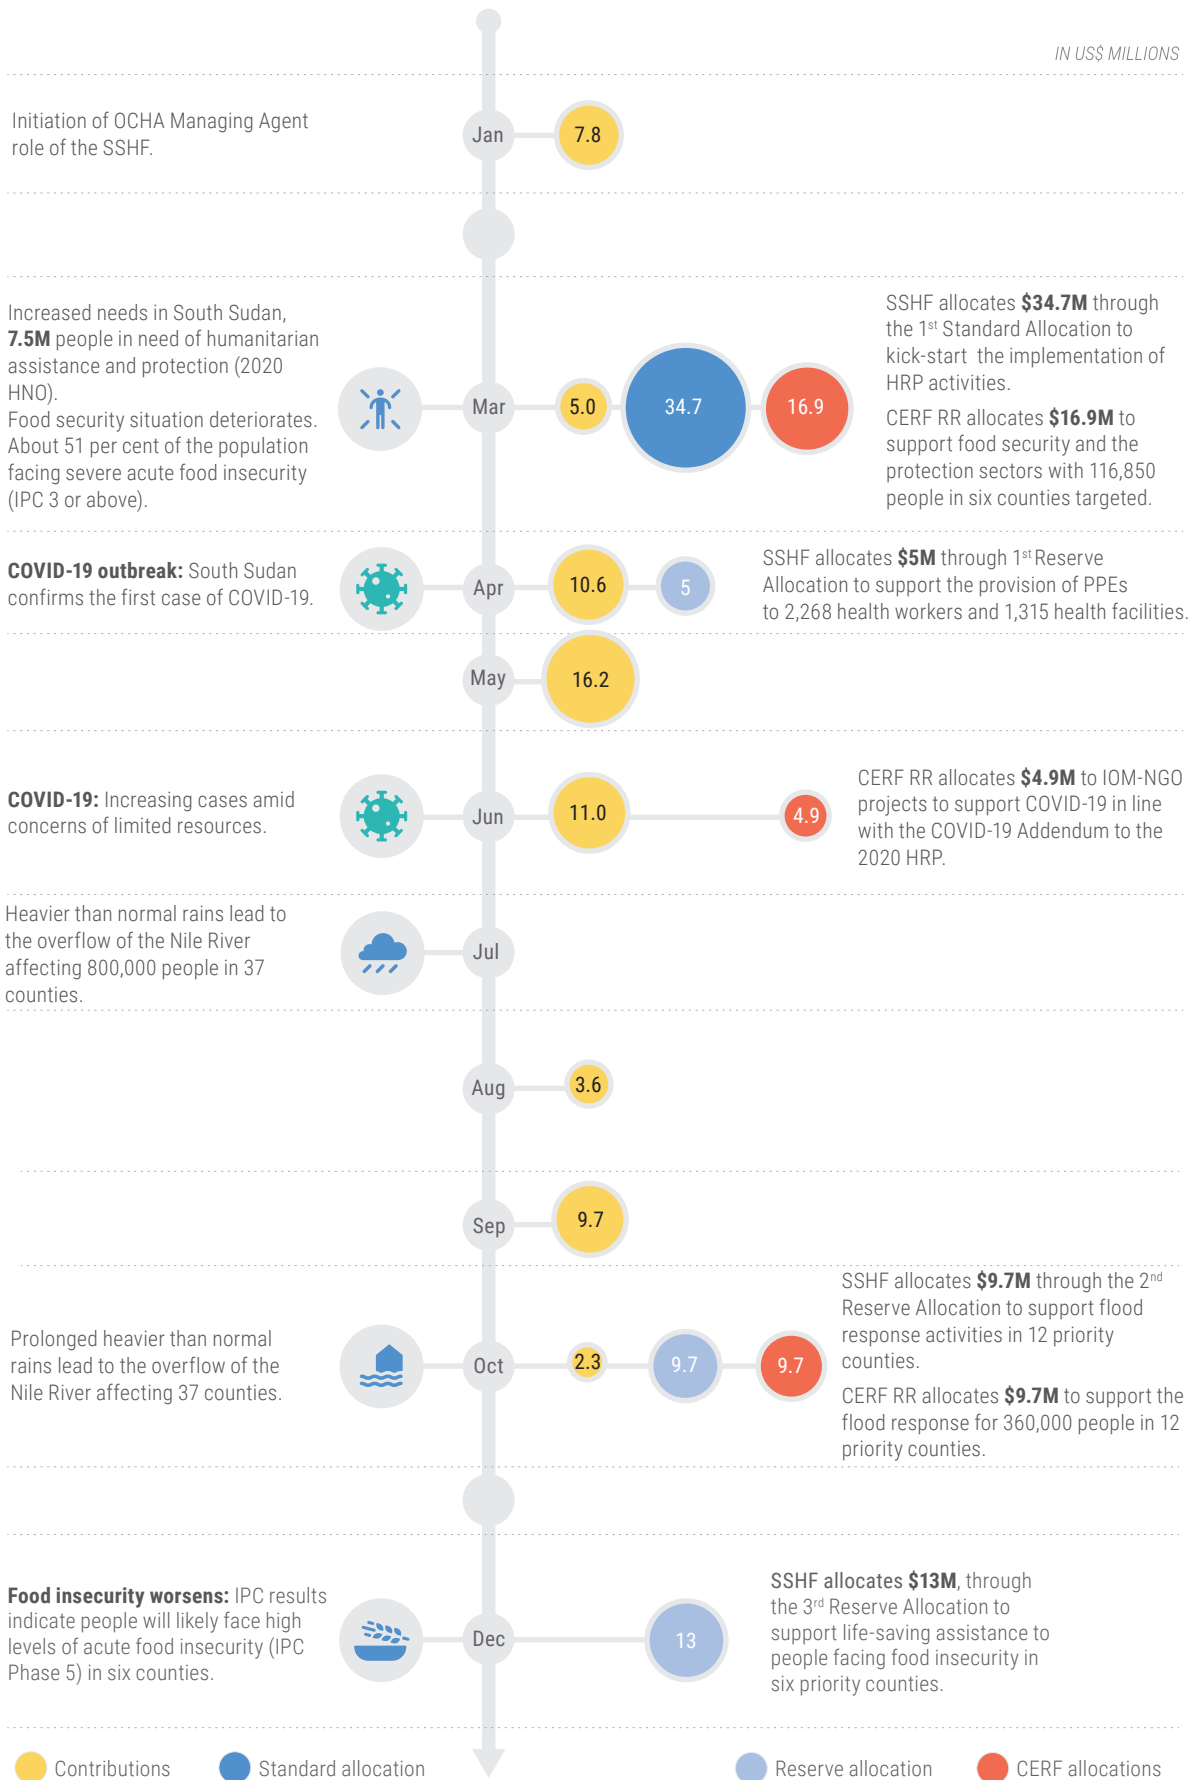 IN US$ MILLIONS
Initiation of OCHA Managing Agent
role of the SSHF.
Jan
7.8
Increased needs in South Sudan,
7.5M people in need of humanitarian
assistance and protection (2020
HNO).
Food security situation deteriorates.
About 51 per cent of the population
facing severe acute food insecurity
(IPC 3 or above).
Mar
5.0
34.7
16.9
SSHF allocates $34.7M through
the 1st Standard Allocation to
kick-start the implementation of
HRP activities.
CERF RR allocates $16.9M to
support food security and the
protection sectors with 116,850
people in six counties targeted.
COVID-19 outbreak: South Sudan
confirms the first case of COVID-19.
Apr
10.6
5
SSHF allocates $5M through 1st Reserve
Allocation to support the provision of PPEs
to 2,268 health workers and 1,315 health facilities.
May
16.2
COVID-19: Increasing cases amid
concerns of limited resources.
Jun
11.0
4.9
CERF RR allocates $4.9M to IOM-NGO
projects to support COVID-19 in line
with the COVID-19 Addendum to the
2020 HRP.
Heavier than normal rains lead to
the overflow of the Nile River
affecting 800,000 people in 37
counties.
Jul
Aug
3.6
Sep
9.7
Prolonged heavier than normal
rains lead to the overflow of the
Nile River affecting 37 counties.
Oct
2.3
9.7
9.7
SSHF allocates $9.7M through the 2nd
Reserve Allocation to support flood
response activities in 12 priority
counties.
CERF RR allocates $9.7M to support the
flood response for 360,000 people in 12
priority counties.
Food insecurity worsens: IPC results
indicate people will likely face high
levels of acute food insecurity (IPC
Phase 5) in six counties.
Dec
13
SSHF allocates $13M, through
the 3rd Reserve Allocation to
support life-saving assistance to
people facing food insecurity in
six priority counties.
Contributions
Standard allocation
Reserve allocation
CERF allocations